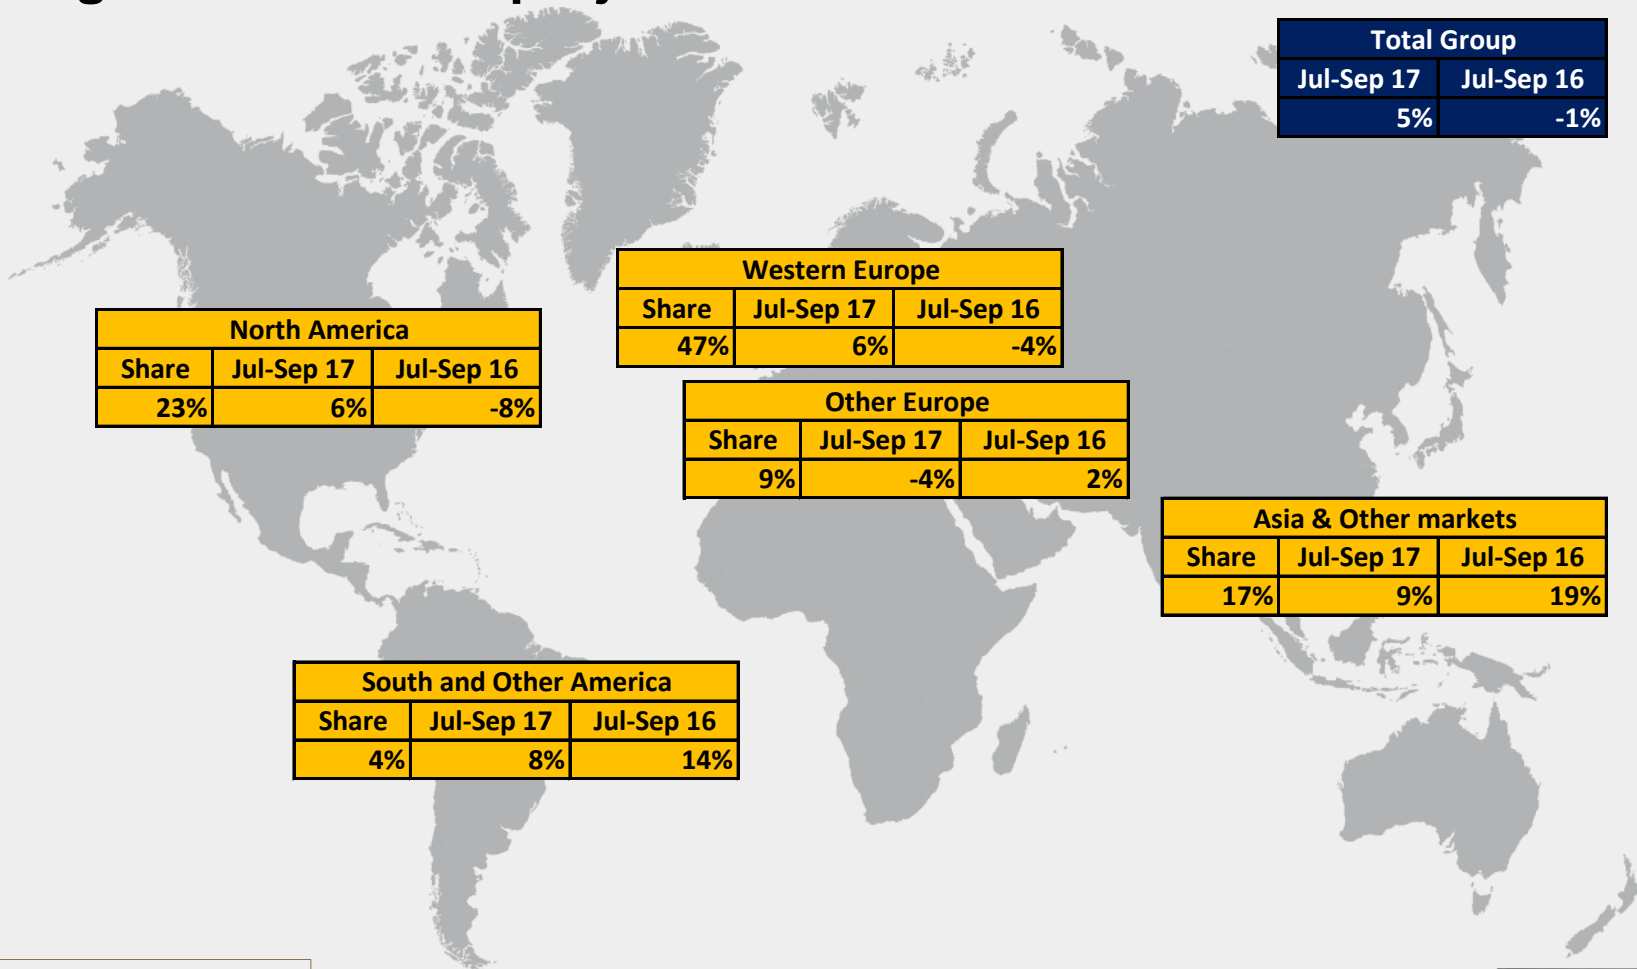 Total Group
Jul-Sep 17 Jul-Sep 16
5% -1%
Western Europe
Share Jul-Sep 17 Jul-Sep 16
47% 6% -4%
North America
Share Jul-Sep 17 Jul-Sep 16
23% 6% -8%
Other Europe
Share Jul-Sep 17 Jul-Sep 16
9% -4% 2%
Asia & Other markets
Share Jul-Sep 17 Jul-Sep 16
17% 9% 19%
South and Other America
Share Jul-Sep 17 Jul-Sep 16
4% 8% 14%